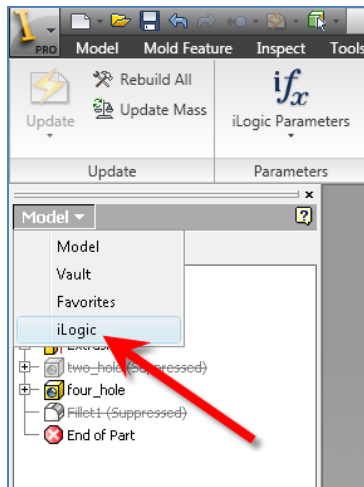 PRO
Model Mold Feature Inspect Tools
Rebuild All
Update Mass
Update
iLogic Parameters
Update Parameters
Model
Model
Vault
Favorites
iLogic
two_hole (Suppressed)
four_hole
Fillet1 (Suppressed)
End of Part